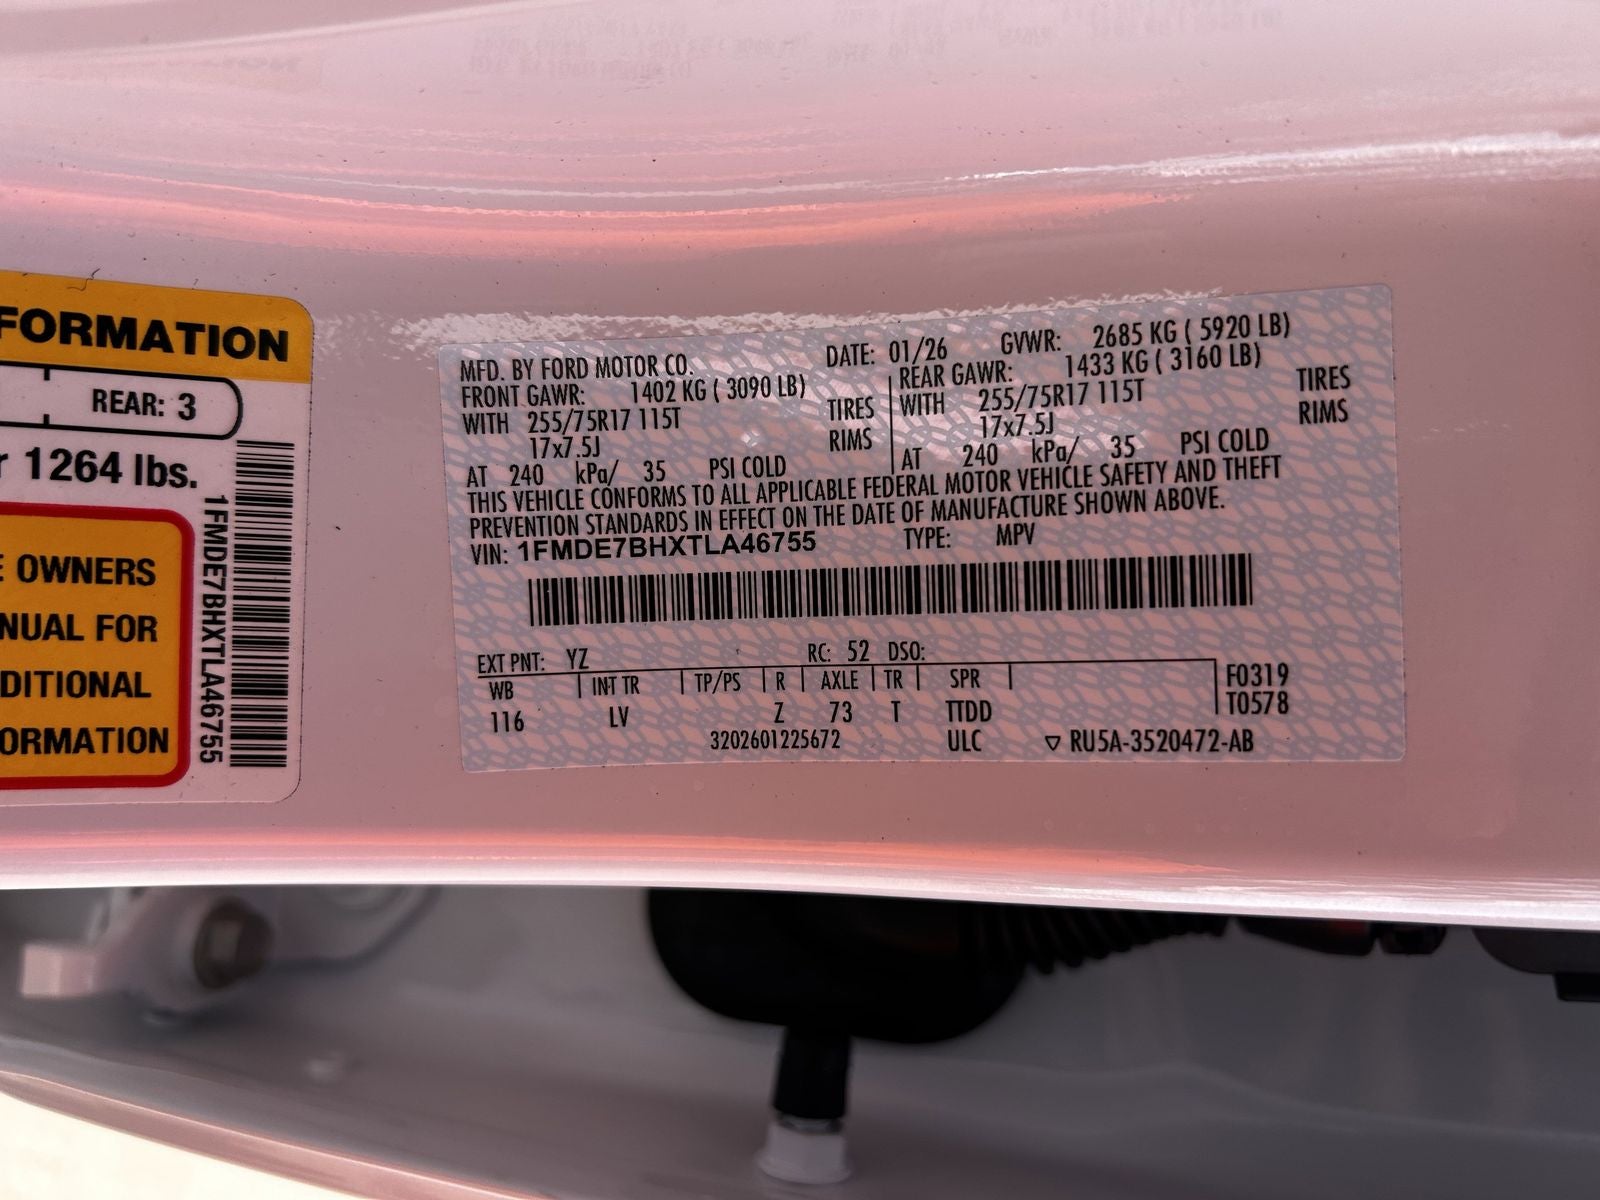 FORMATION
REAR: 3
1264 lbs.
OWNERS
NUAL FOR
DITIONAL
ORMATION
1FMDE7BHXTLA46755
MFD. BY FORD MOTOR CO. DATE: 01/26 GVWR: 2685 KG ( 5920 LB)
FRONT GAWR: 1402 KG ( 3090 LB) REAR GAWR: 1433 KG ( 3160 LB)
WITH 255/75R17 115T TIRES WITH 255/75R17 115T TIRES
17x7.5J RIMS 17x7.5J RIMS
AT 240 kPa/ 35 PSI COLD AT 240 kPa/ 35 PSI COLD
THIS VEHICLE CONFORMS TO ALL APPLICABLE FEDERAL MOTOR VEHICLE SAFETY AND THEFT
PREVENTION STANDARDS IN EFFECT ON THE DATE OF MANUFACTURE SHOWN ABOVE.
VIN: 1FMDE7BHXTLA46755 TYPE: MPV
EXT PNT: YZ RC: 52 DSO:
WB INT TR TP/PS R AXLE TR SPR F0319
116 LV Z 73 T TTDD T0578
3202601225672 ULC ▽ RU5A-3520472-AB